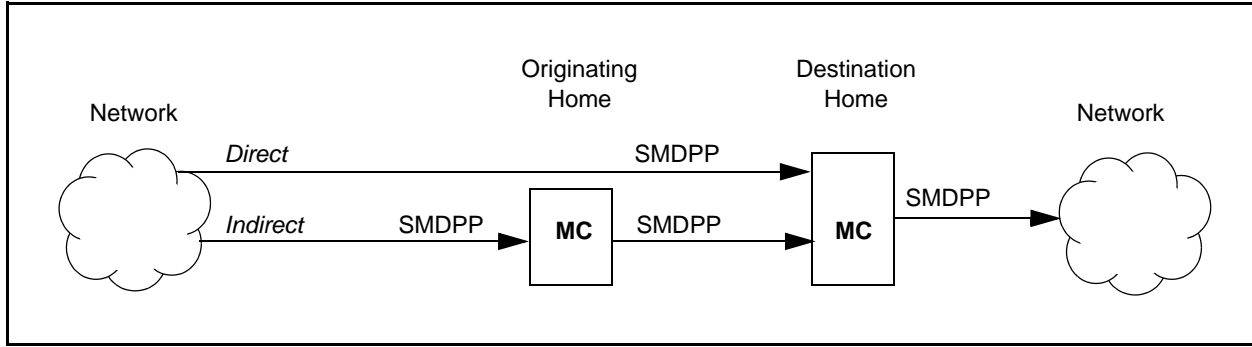 Originating
Home
Destination
Home
Network
Network
Direct
SMDPP
Indirect
SMDPP
MC
SMDPP
MC
SMDPP